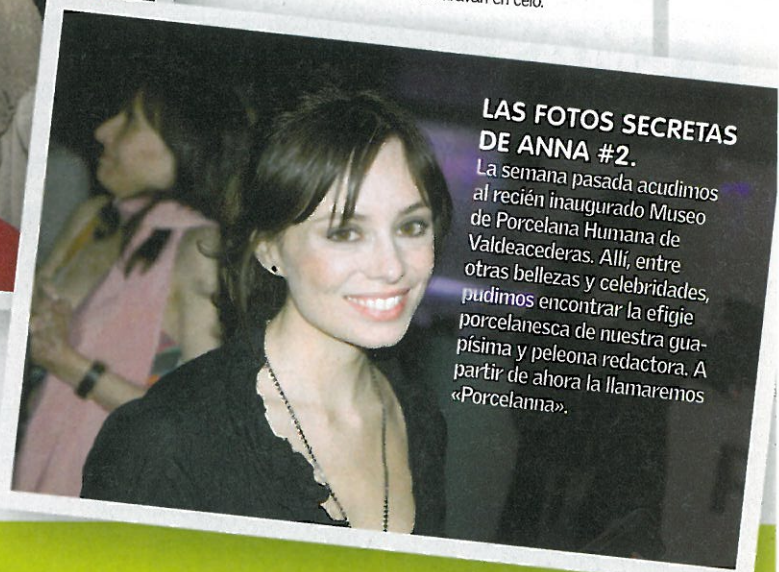 en celo.
LAS FOTOS SECRETAS
DE ANNA #2.
La semana pasada acudimos
al recién inaugurado Museo
de Porcelana Humana de
Valdeacederas. Allí, entre
otras bellezas y celebridades,
pudimos encontrar la efigie
porcelanesca de nuestra gua-
písima y peleona redactora. A
partir de ahora la llamaremos
«Porcelanna».